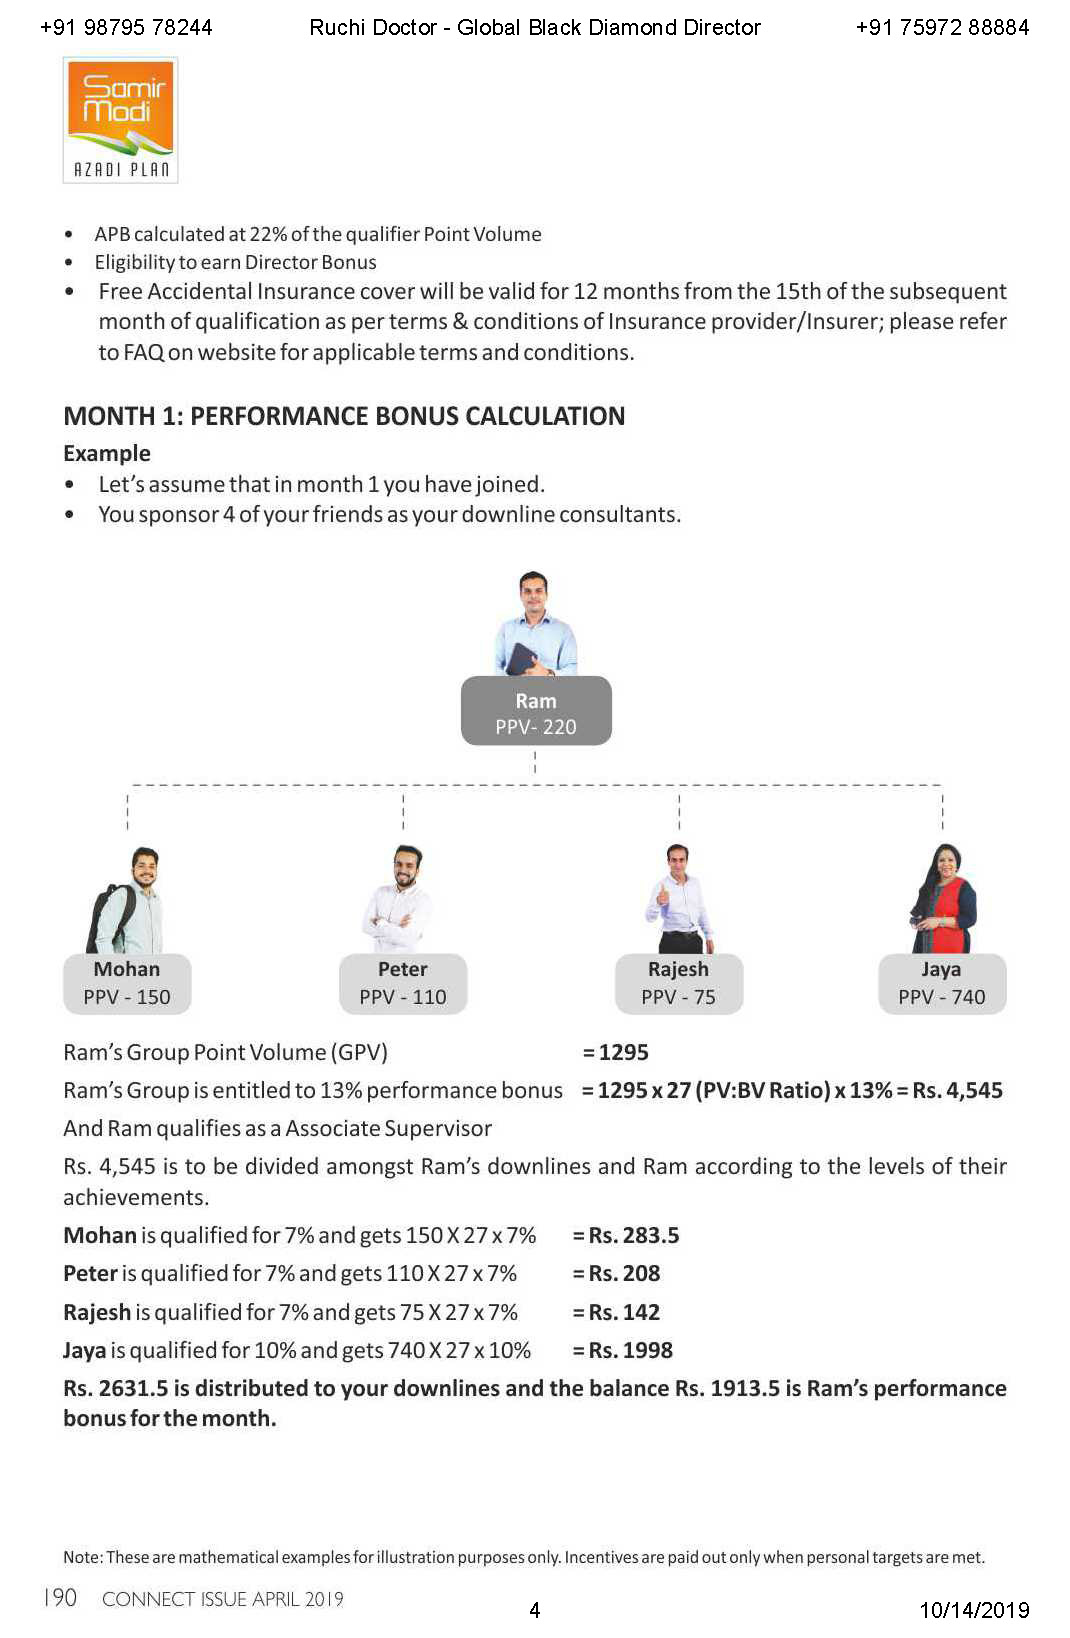 +91 98795 78244 Ruchi Doctor - Global Black Diamond Director +91 75972 88884
Samir
Modi
AZADI PLAN
• APB calculated at 22% of the qualifier Point Volume
• Eligibility to earn Director Bonus
• Free Accidental Insurance cover will be valid for 12 months from the 15th of the subsequent
month of qualification as per terms & conditions of Insurance provider/Insurer; please refer
to FAQ on website for applicable terms and conditions.
MONTH 1: PERFORMANCE BONUS CALCULATION
Example
• Let's assume that in month 1 you have joined.
• You sponsor 4 of your friends as your downline consultants.
Ram
PPV- 220
Mohan Peter Rajesh Jaya
PPV - 150 PPV - 110 PPV - 75 PPV - 740
Ram's Group Point Volume (GPV) = 1295
Ram's Group is entitled to 13% performance bonus = 1295 x 27 (PV:BV Ratio) x 13% = Rs. 4,545
And Ram qualifies as a Associate Supervisor
Rs. 4,545 is to be divided amongst Ram's downlines and Ram according to the levels of their
achievements.
Mohan is qualified for 7% and gets 150 X 27 x 7% = Rs. 283.5
Peter is qualified for 7% and gets 110 X 27 x 7% = Rs. 208
Rajesh is qualified for 7% and gets 75 X 27 x 7% = Rs. 142
Jaya is qualified for 10% and gets 740 X 27 x 10% = Rs. 1998
Rs. 2631.5 is distributed to your downlines and the balance Rs. 1913.5 is Ram's performance
bonus for the month.
Note: These are mathematical examples for illustration purposes only. Incentives are paid out only when personal targets are met.
190 CONNECT ISSUE APRIL 2019
4 10/14/2019